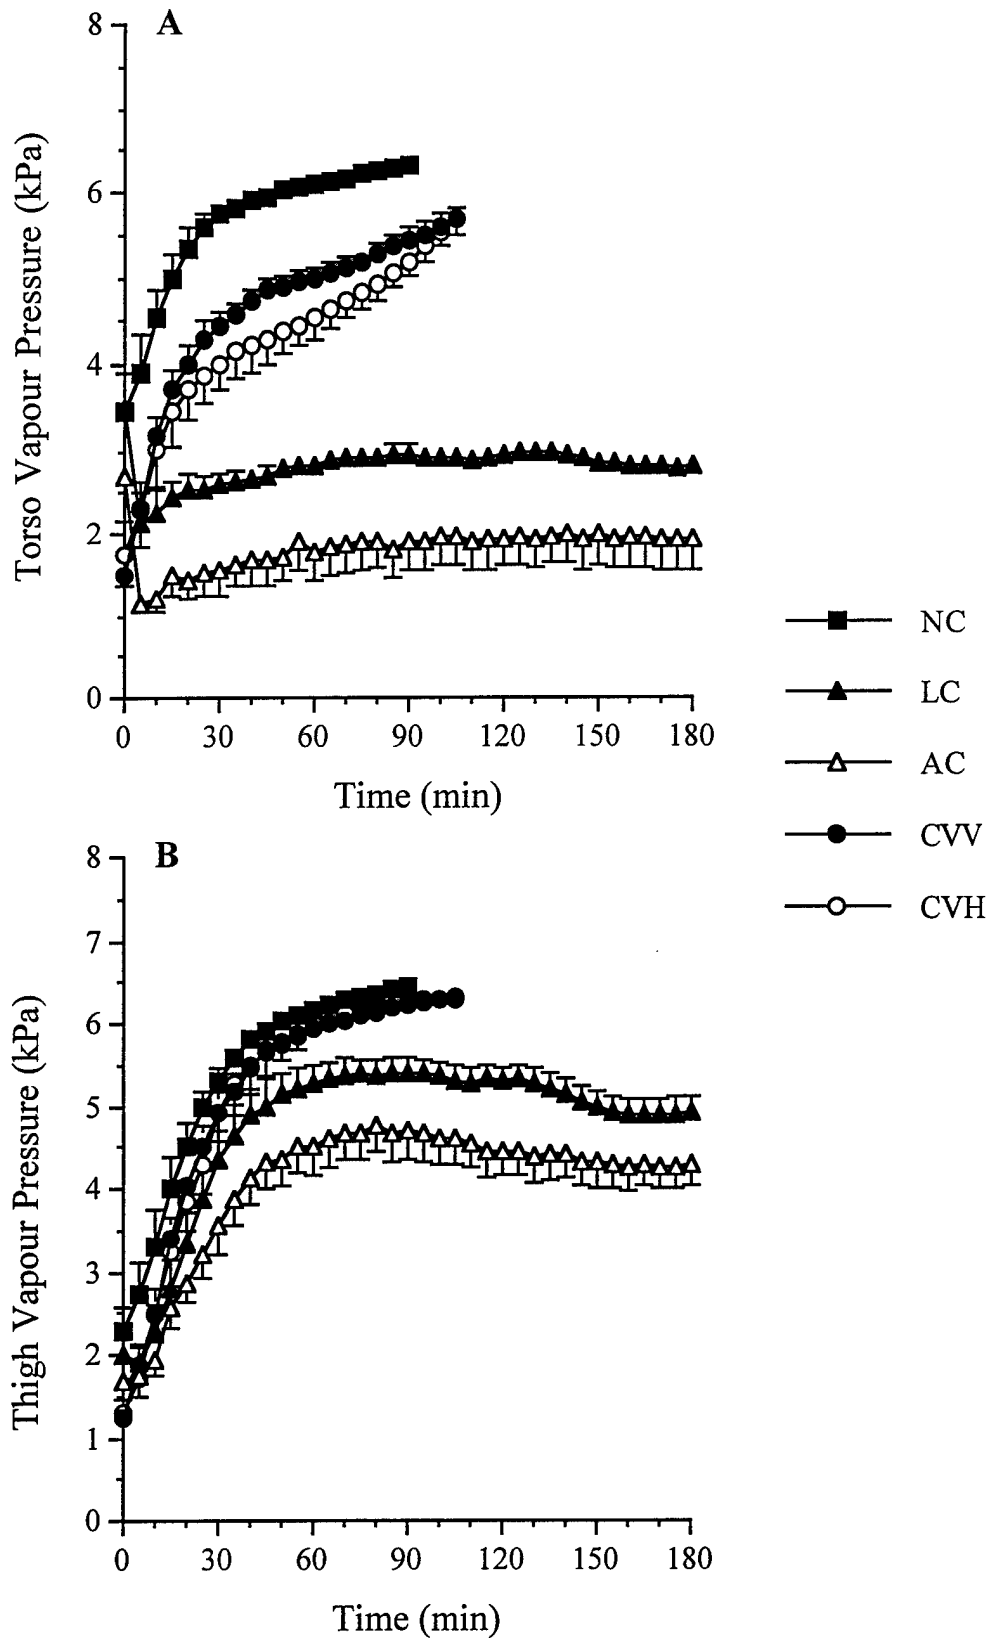 A
8
6
4
2
0
Torso Vapour Pressure (kPa)
0 30 60 90 120 150 180
Time (min)
NC
LC
AC
CVV
CVH
B
8
7
6
5
4
3
2
1
0
Thigh Vapour Pressure (kPa)
0 30 60 90 120 150 180
Time (min)